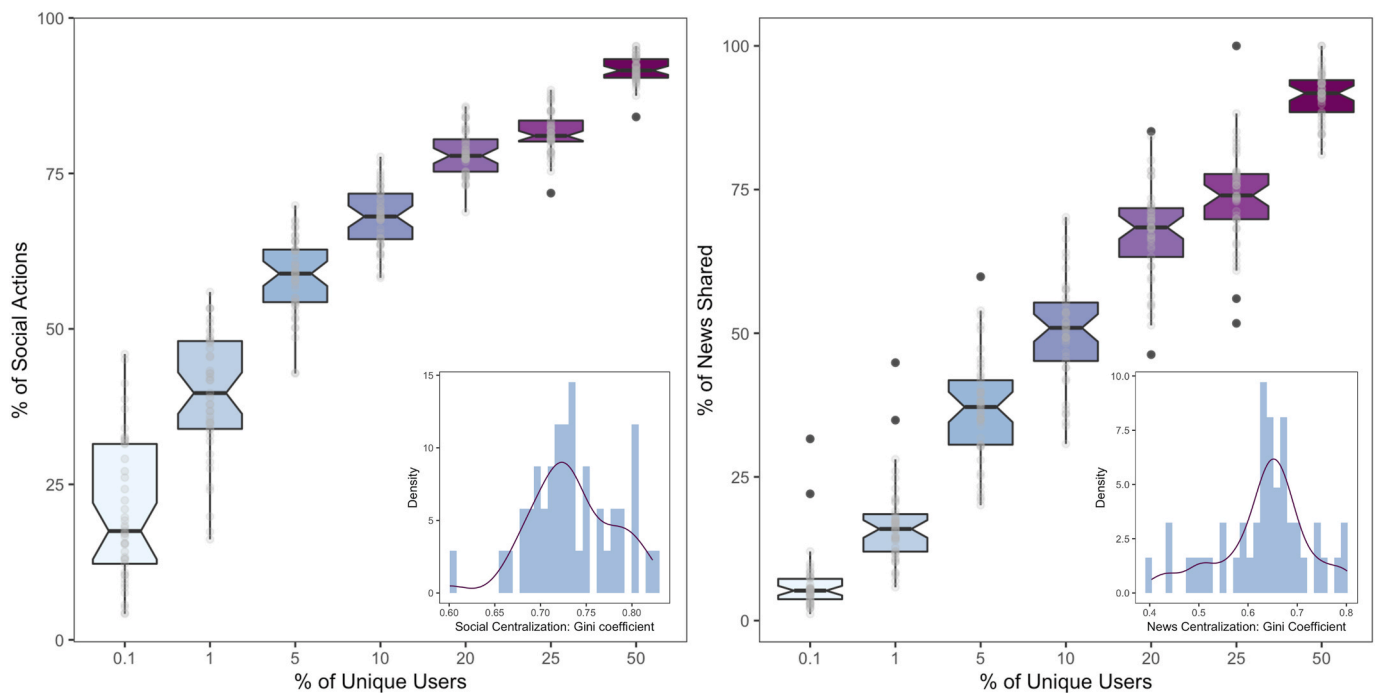 100
75
50
25
0
% of Social Actions
0.1 1 5 10 20 25 50
% of Unique Users
15
10
5
0
Density
0.60 0.65 0.70 0.75 0.80
Social Centralization: Gini coefficient
100
75
50
25
0
% of News Shared
0.1 1 5 10 20 25 50
% of Unique Users
10.0
7.5
5.0
2.5
0.0
Density
0.4 0.5 0.6 0.7 0.8
News Centralization: Gini Coefficient